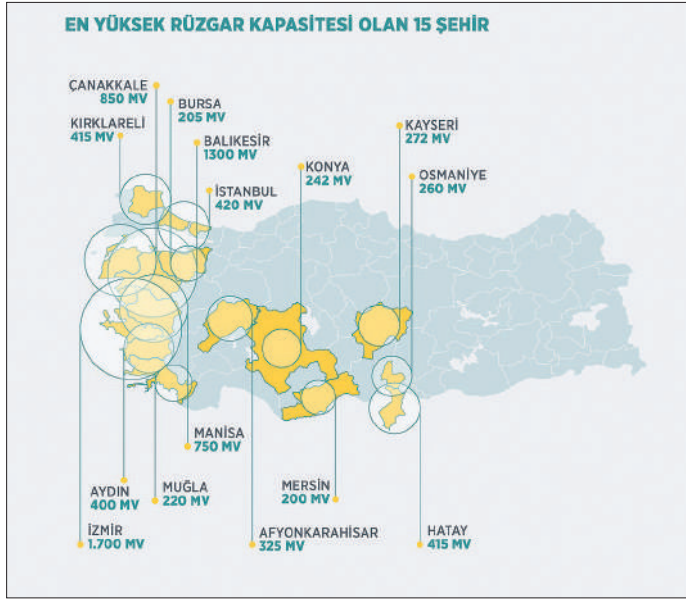 EN YÜKSEK RÜZGAR KAPASİTESİ OLAN 15 ŞEHİR
ÇANAKKALE
850 MV
BURSA
205 MV
KIRKLARELİ
415 MV
BALIKESİR
1300 MV
İSTANBUL
420 MV
KONYA
242 MV
KAYSERİ
272 MV
OSMANİYE
260 MV
MANİSA
750 MV
AYDIN
400 MV
MUĞLA
220 MV
MERSİN
200 MV
İZMİR
1.700 MV
AFYONKARAHİSAR
325 MV
HATAY
415 MV